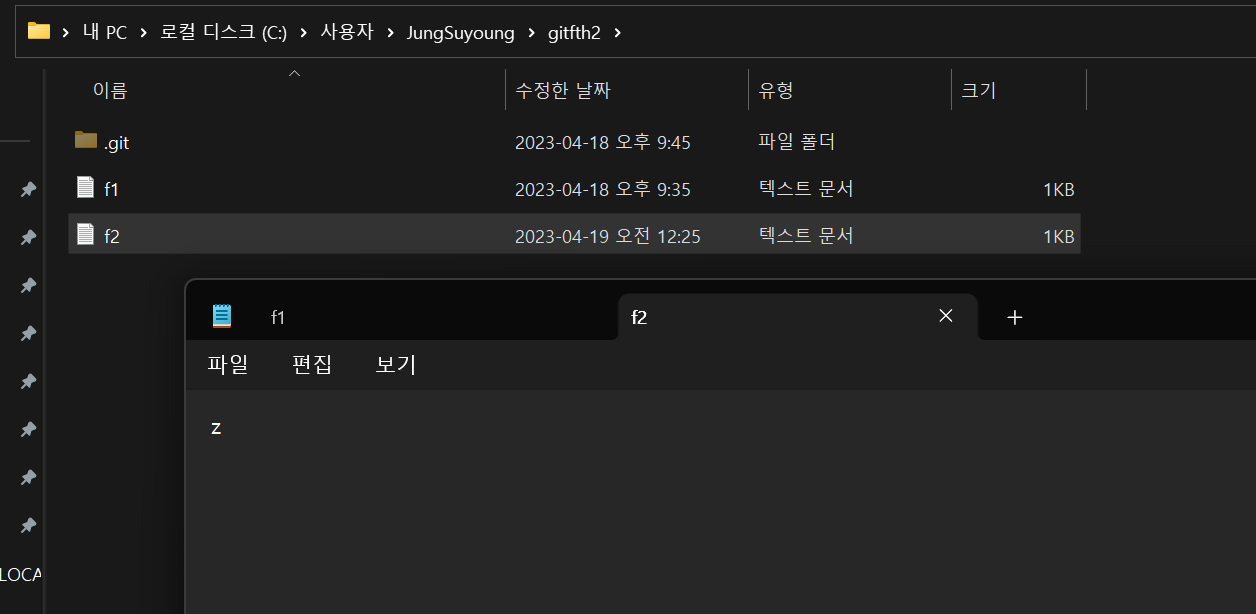 내 PC > 로컬 디스크 (C:) > 사용자 > JungSuyoung > gitfth2 >
이름 수정한 날짜 유형 크기
.git 2023-04-18 오후 9:45 파일 폴더
f1 2023-04-18 오후 9:35 텍스트 문서 1KB
f2 2023-04-19 오전 12:25 텍스트 문서 1KB
f1 f2
파일 편집 보기
z
LOCA